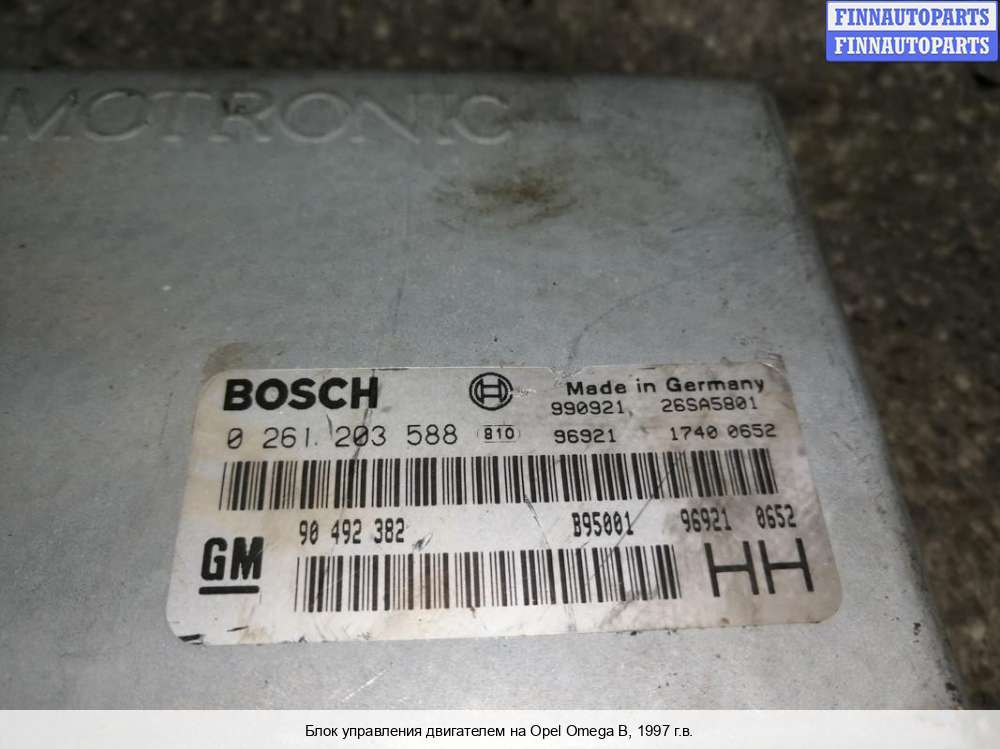 FINNAUTOPARTS
FINNAUTOPARTS
MOTRONIC
BOSCH Made in Germany
990921 26SA5801
0 261 203 588 810 96921 1740 0652
90 492 382 B95001 96921 0652
GM HH
Блок управления двигателем на Opel Omega B, 1997 г.в.